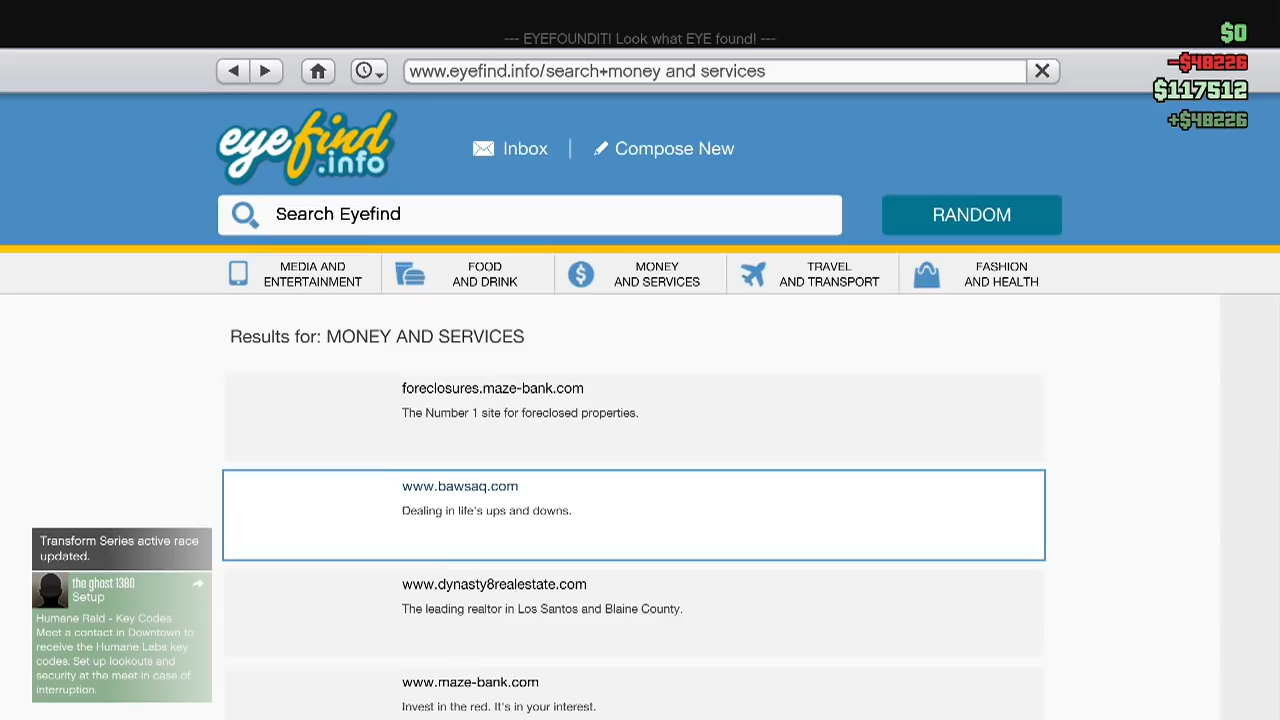 --- EYEFOUNDIT! Look what EYE found! ---
$0
-$48226
$117512
+$48226
www.eyefind.info/search+money and services
eyefind
.info
Inbox
Compose New
Search Eyefind
RANDOM
MEDIA AND
ENTERTAINMENT
FOOD
AND DRINK
MONEY
AND SERVICES
TRAVEL
AND TRANSPORT
FASHION
AND HEALTH
Results for: MONEY AND SERVICES
foreclosures.maze-bank.com
The Number 1 site for foreclosed properties.
www.bawsaq.com
Dealing in life's ups and downs.
www.dynasty8realestate.com
The leading realtor in Los Santos and Blaine County.
www.maze-bank.com
Invest in the red. It's in your interest.
Transform Series active race
updated.
the ghost 1380
Setup
Humane Raid - Key Codes
Meet a contact in Downtown to
receive the Humane Labs key
codes. Set up lookouts and
security at the meet in case of
interruption.